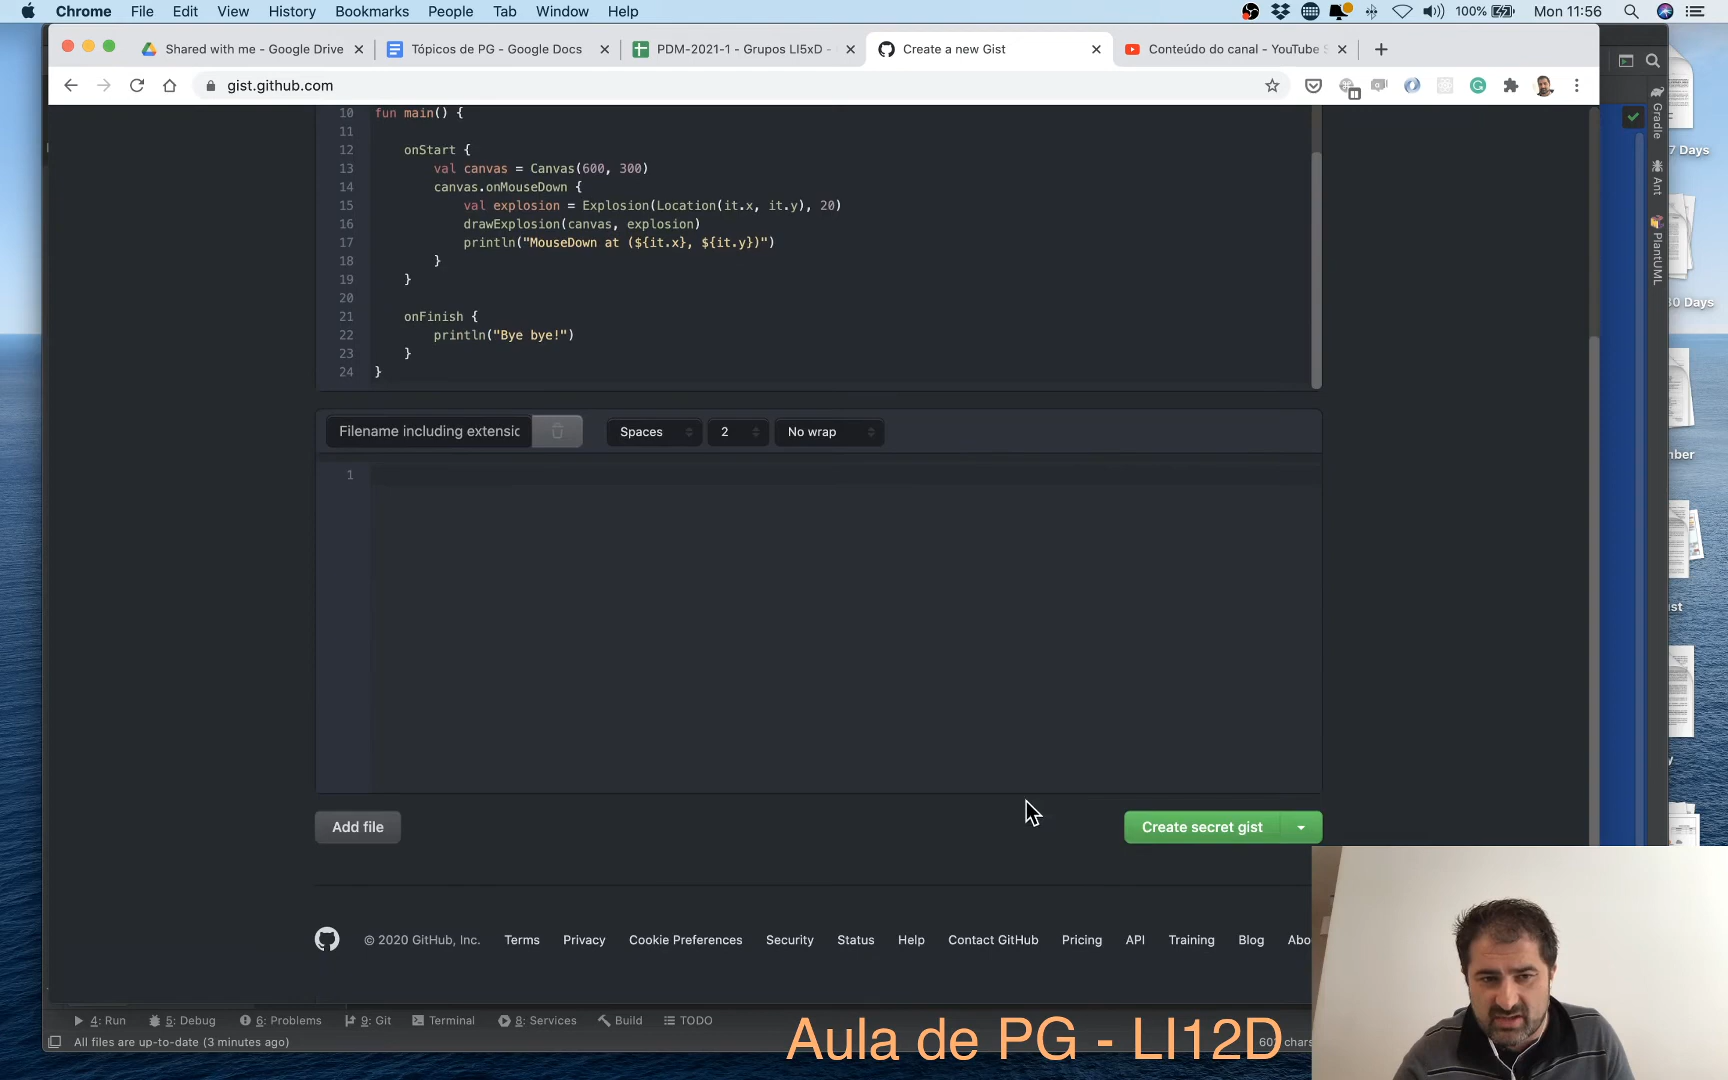 Chrome File Edit View History Bookmarks People Tab Window Help 100% Mon 11:56
Shared with me - Google Drive Tópicos de PG - Google Docs PDM-2021-1 - Grupos LI5xD - Create a new Gist Conteúdo do canal - YouTube
gist.github.com
10 fun main() {
11
12 onStart {
13 val canvas = Canvas(600, 300)
14 canvas.onMouseDown {
15 val explosion = Explosion(Location(it.x, it.y), 20)
16 drawExplosion(canvas, explosion)
17 println("MouseDown at (${it.x}, ${it.y})")
18 }
19 }
20
21 onFinish {
22 println("Bye bye!")
23 }
24 }
Filename including extensic Spaces 2 No wrap
1
Add file Create secret gist
© 2020 GitHub, Inc. Terms Privacy Cookie Preferences Security Status Help Contact GitHub Pricing API Training Blog Abo
4: Run 5: Debug 6: Problems 9: Git Terminal 8: Services Build TODO
All files are up-to-date (3 minutes ago)
Aula de PG - LI12D
chars
Gradle
Ant
PlantUML
7 Days
30 Days
mber
ust
y